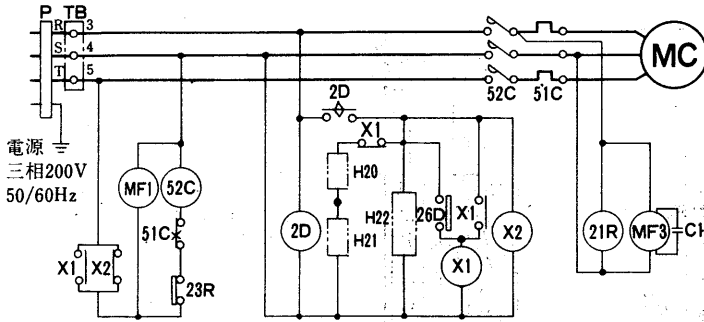 P TB
R 3
S 4
T 5
52C 51C
MC
電源
三相200V
50/60Hz
2D
X1
MF1 52C
H20
H21
H22
26D X1
X2
51C
X1 X2
23R
2D
X1
21R MF3 CH